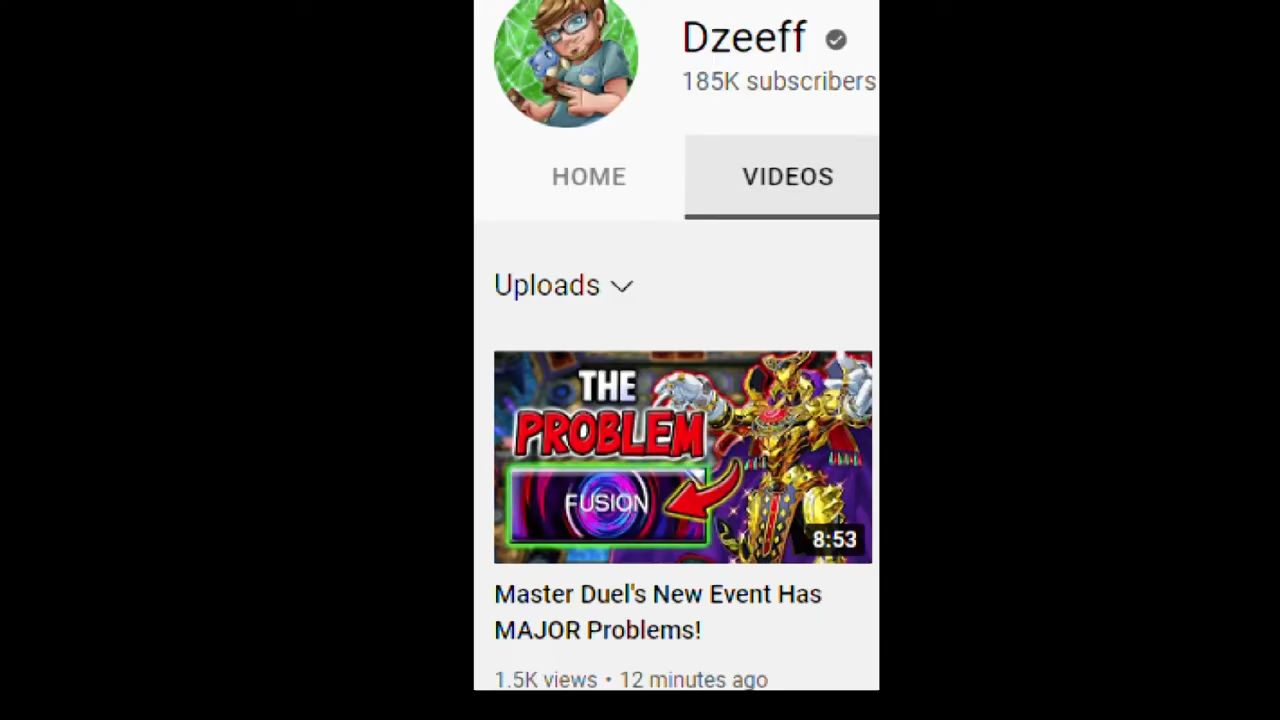 Dzeeff
185K subscribers
HOME
VIDEOS
Uploads
THE
PROBLEM
FUSION
8:53
Master Duel's New Event Has
MAJOR Problems!
1.5K views • 12 minutes ago